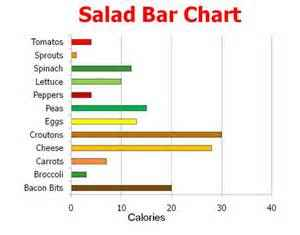 Salad Bar Chart
Tomatos
Sprouts
Spinach
Lettuce
Peppers
Peas
Eggs
Croutons
Cheese
Carrots
Broccoli
Bacon Bits
0 10 20 30 40
Calories